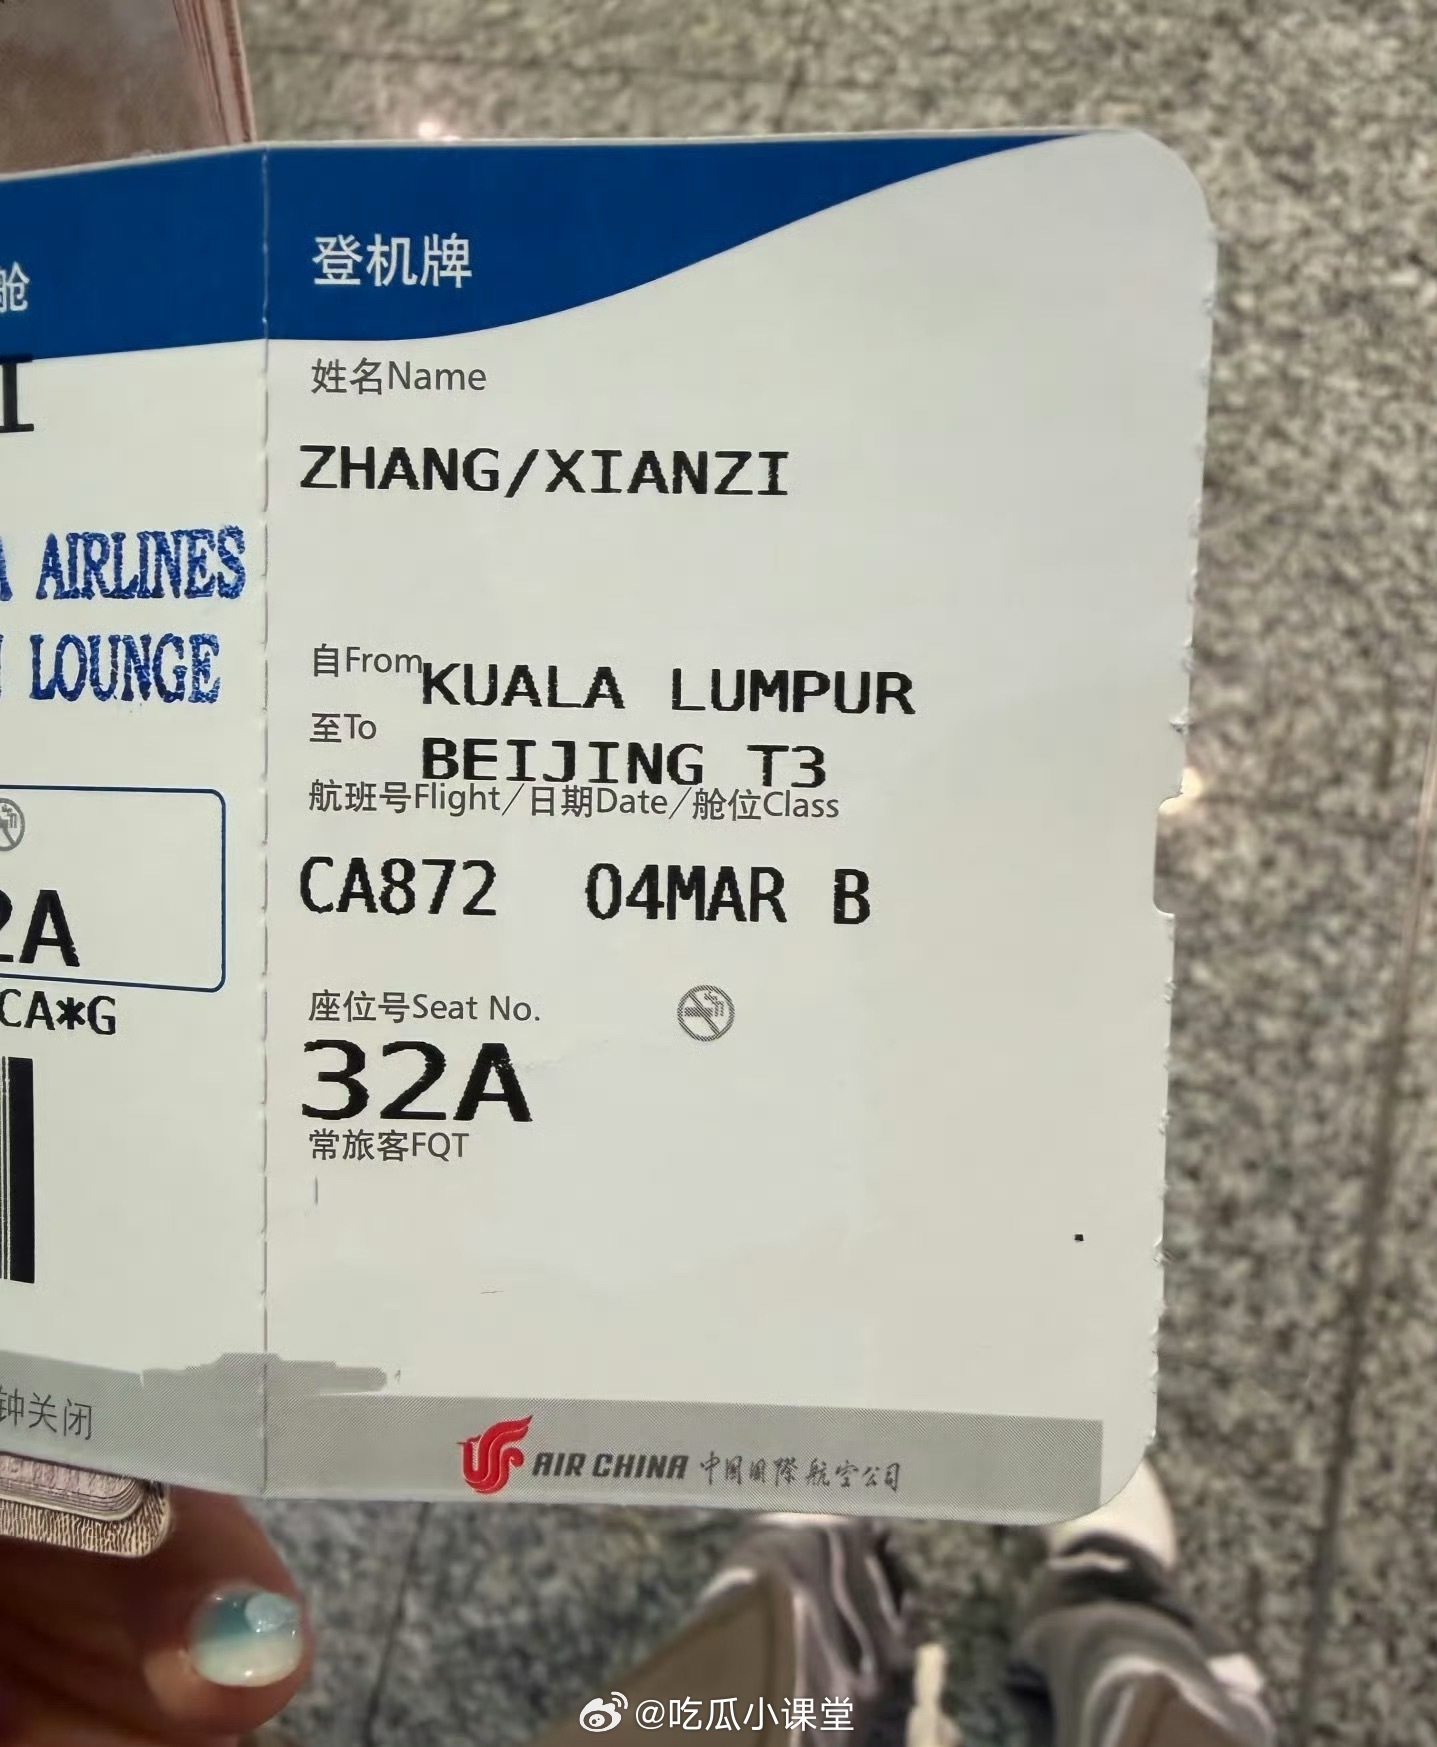 舱
登机牌
I
姓名Name
ZHANG/XIANZI
AIRLINES
LOUNGE
自From KUALA LUMPUR
至To BEIJING T3
航班号Flight/日期Date/舱位Class
CA872 04MAR B
2A
座位号Seat No.
32A
CA*G
常旅客FQT
钟关闭
AIR CHINA 中国国际航空公司
@吃瓜小课堂